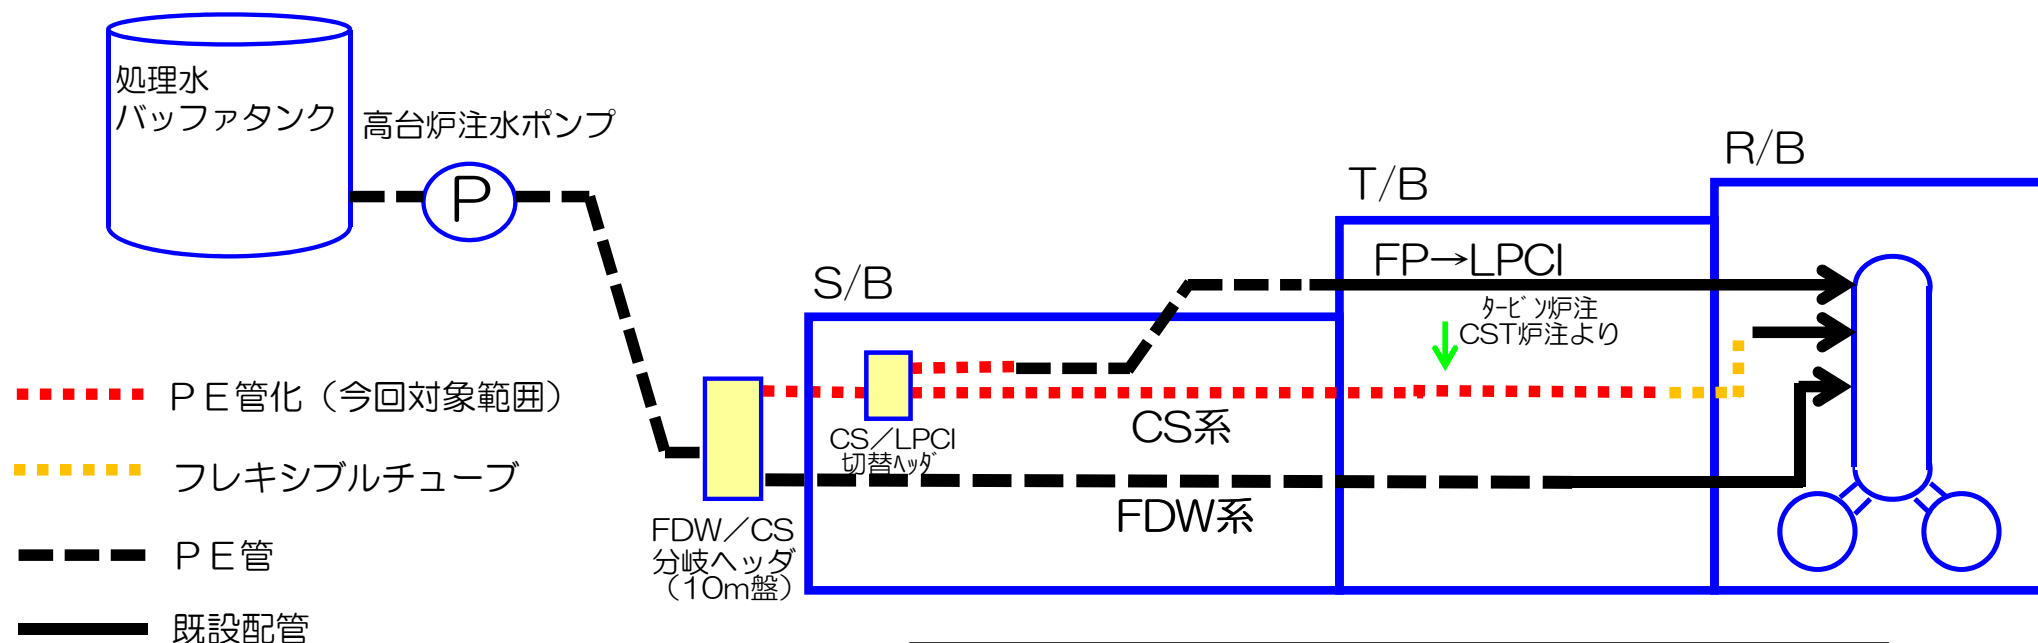 処理水
バッファタンク
高台炉注水ポンプ
P
R/B
T/B
FP→LPCI
S/B
ﾀｰﾋﾞﾝ炉注
CST炉注より
PE管化（今回対象範囲）
CS系
CS／LPCI
切替ﾍｯﾀﾞ
フレキシブルチューブ
FDW系
FDW／CS
分岐ヘッダ
（10m盤）
PE管
既設配管